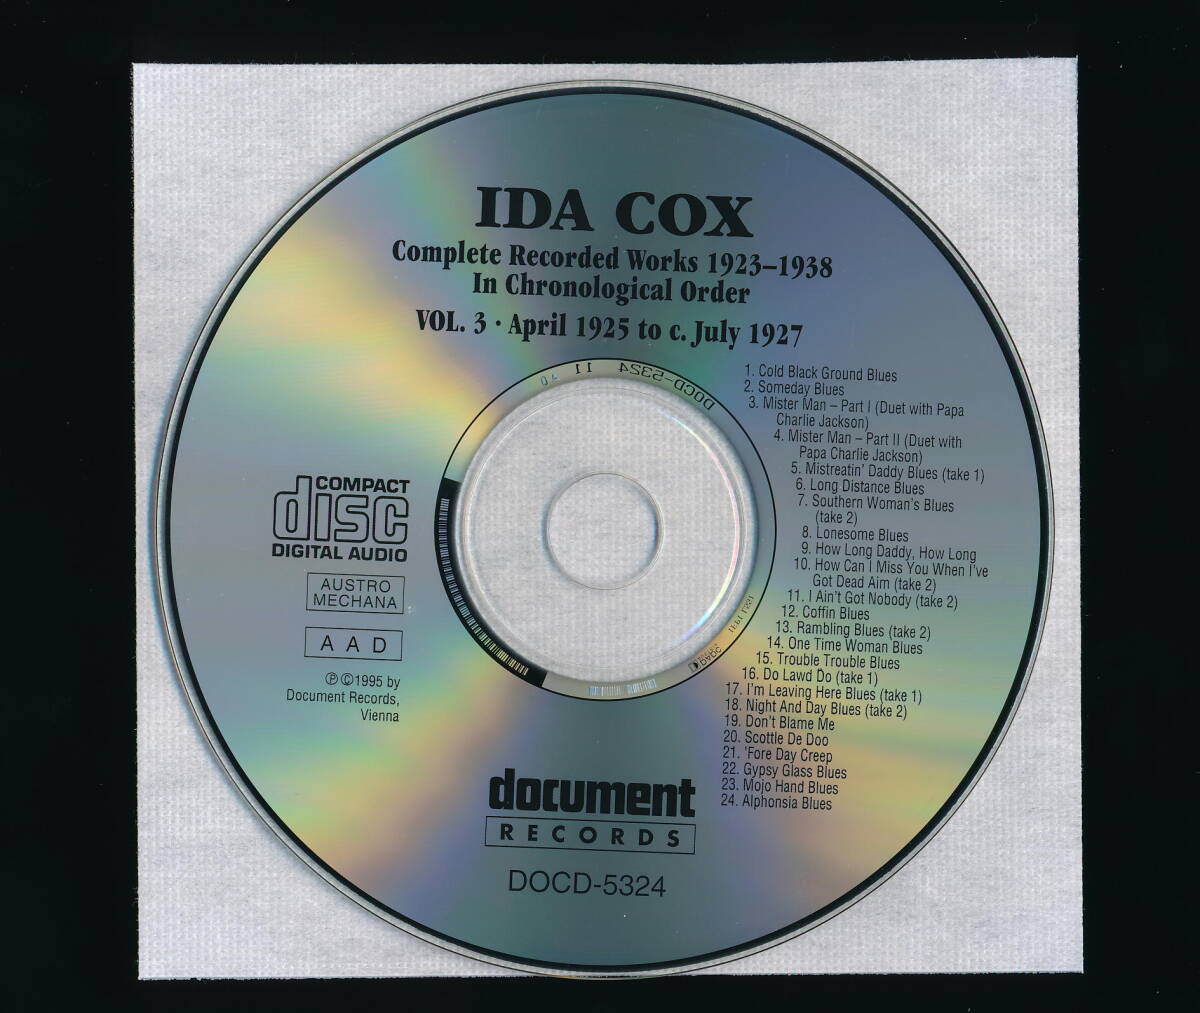 IDA COX
Complete Recorded Works 1923–1938
In Chronological Order
VOL. 3 · April 1925 to c. July 1927
1. Cold Black Ground Blues
2. Someday Blues
3. Mister Man – Part I (Duet with Papa
Charlie Jackson)
4. Mister Man – Part II (Duet with
Papa Charlie Jackson)
5. Mistreatin' Daddy Blues (take 1)
6. Long Distance Blues
7. Southern Woman's Blues
(take 2)
8. Lonesome Blues
9. How Long Daddy, How Long
10. How Can I Miss You When I've
Got Dead Aim (take 2)
11. I Ain't Got Nobody (take 2)
12. Coffin Blues
13. Rambling Blues (take 2)
14. One Time Woman Blues
15. Trouble Trouble Blues
16. Do Lawd Do (take 1)
17. I'm Leaving Here Blues (take 1)
18. Night And Day Blues (take 2)
19. Don't Blame Me
20. Scottle De Doo
21. 'Fore Day Creep
22. Gypsy Glass Blues
23. Mojo Hand Blues
24. Alphonsia Blues
COMPACT
disc
DIGITAL AUDIO
AUSTRO
MECHANA
A A D
℗ ©1995 by
Document Records,
Vienna
document
RECORDS
DOCD-5324
DOCD-5324 11